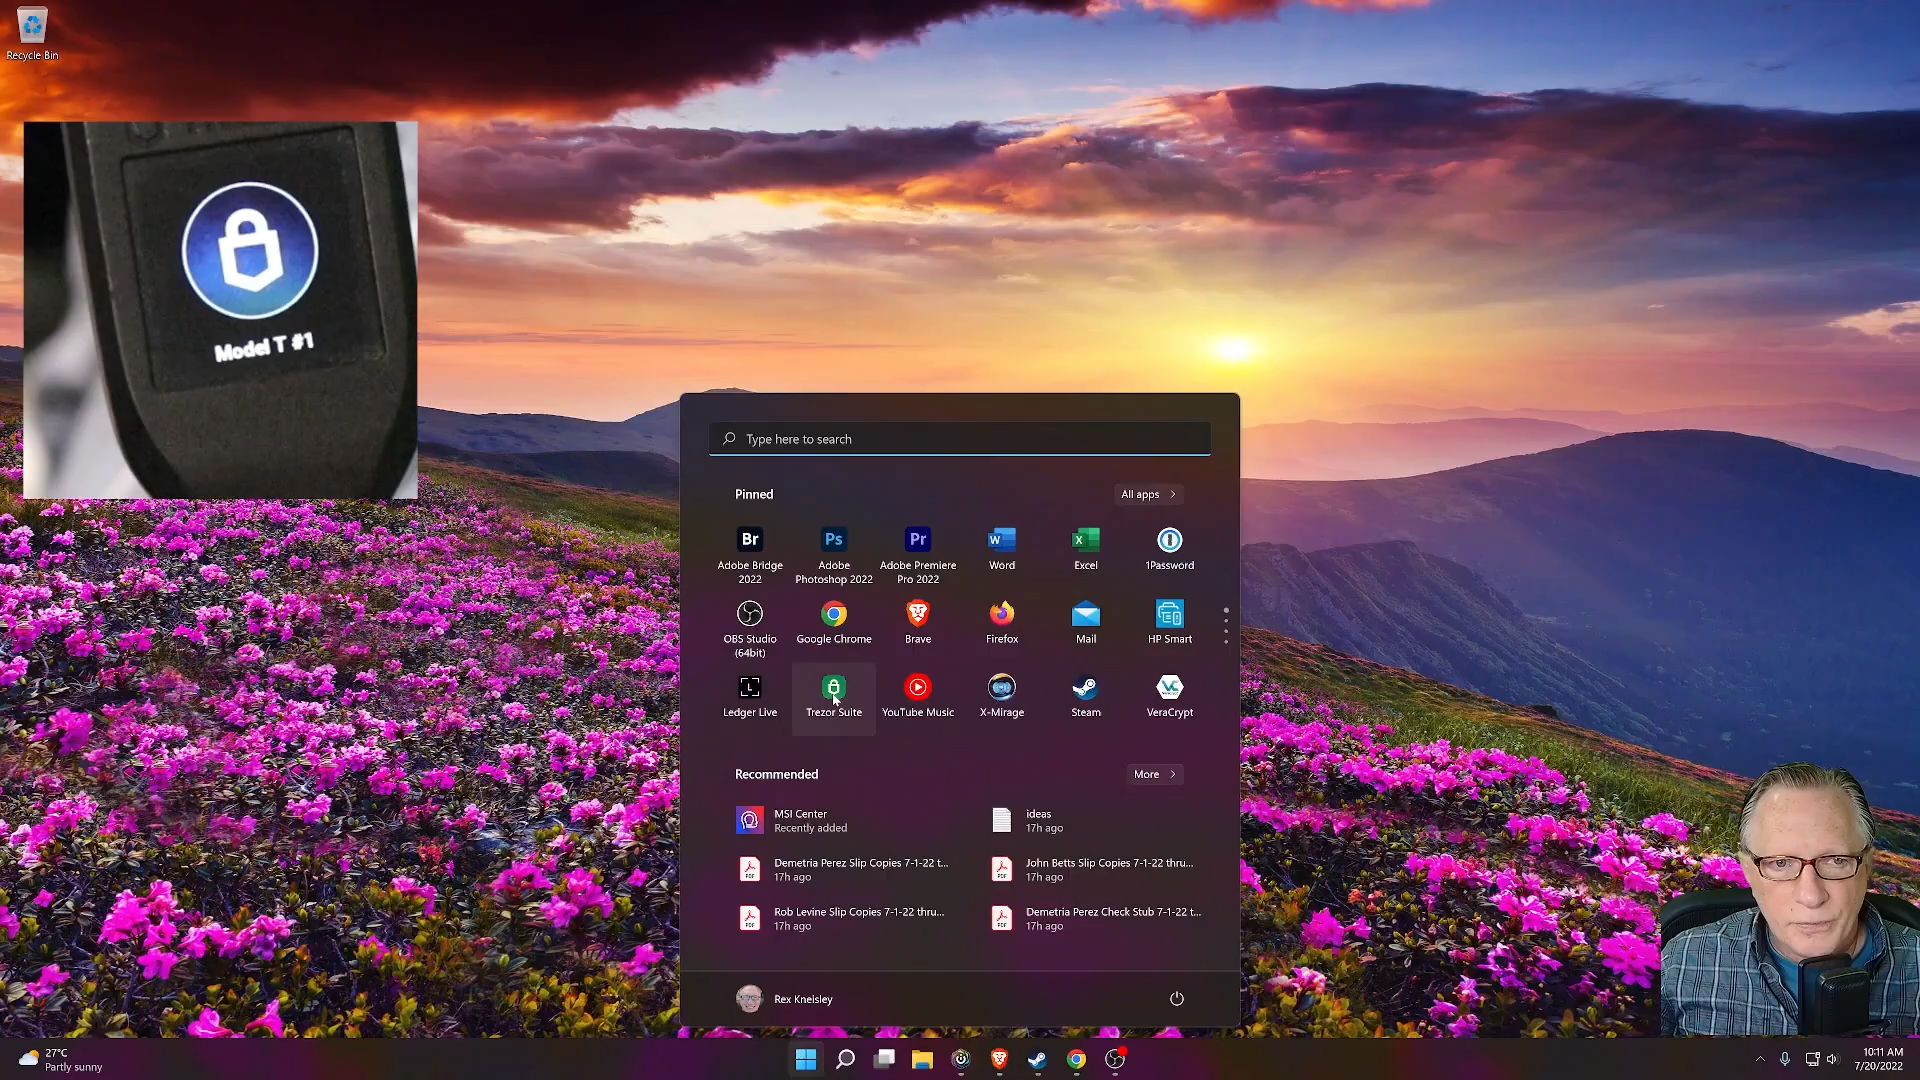 Recycle Bin
Model T #1
Type here to search
Pinned
All apps
Br
Ps
Pr
W
X
Adobe Bridge 2022
Adobe Photoshop 2022
Adobe Premiere Pro 2022
Word
Excel
1Password
OBS Studio (64bit)
Google Chrome
Brave
Firefox
Mail
HP Smart
Ledger Live
Trezor Suite
YouTube Music
X-Mirage
Steam
VeraCrypt
Recommended
More
MSI Center
Recently added
ideas
17h ago
Demetria Perez Slip Copies 7-1-22 t...
17h ago
John Betts Slip Copies 7-1-22 thru...
17h ago
Rob Levine Slip Copies 7-1-22 thru...
17h ago
Demetria Perez Check Stub 7-1-22 t...
17h ago
Rex Kneisley
27°C
Partly sunny
10:11 AM
7/20/2022